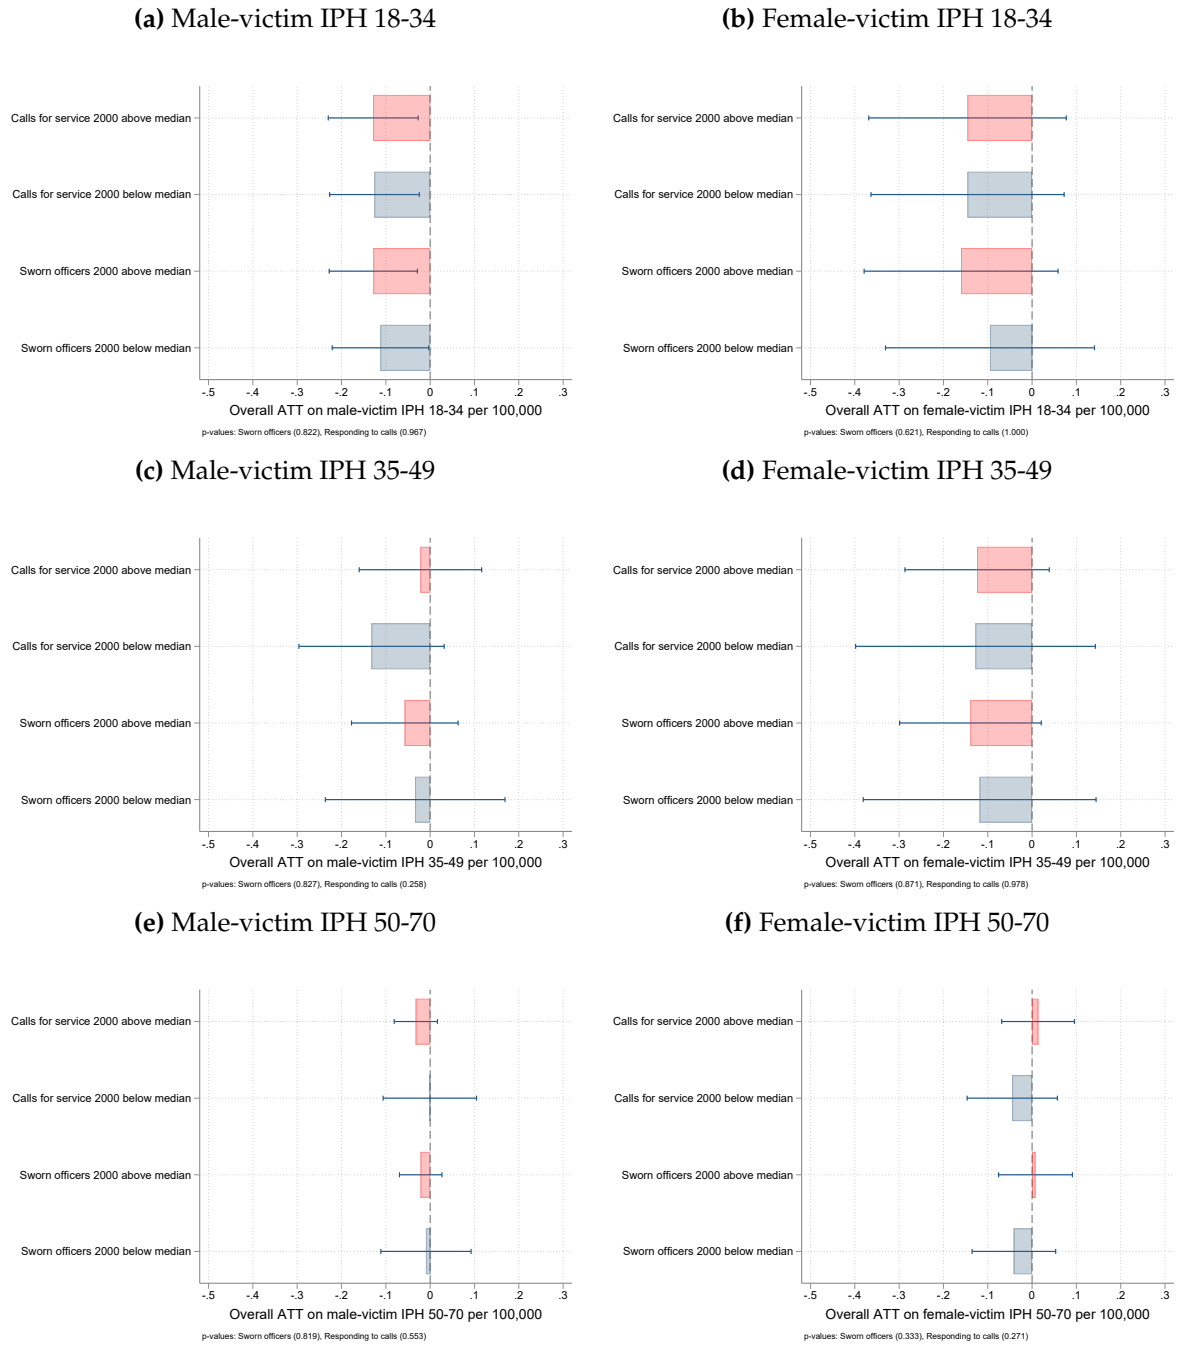 (a) Male-victim IPH 18-34
Calls for service 2000 above median
Calls for service 2000 below median
Sworn officers 2000 above median
Sworn officers 2000 below median
-.5 -.4 -.3 -.2 -.1 0 .1 .2 .3
Overall ATT on male-victim IPH 18-34 per 100,000
p-values: Sworn officers (0.822), Responding to calls (0.967)
(b) Female-victim IPH 18-34
Calls for service 2000 above median
Calls for service 2000 below median
Sworn officers 2000 above median
Sworn officers 2000 below median
-.5 -.4 -.3 -.2 -.1 0 .1 .2 .3
Overall ATT on female-victim IPH 18-34 per 100,000
p-values: Sworn officers (0.621), Responding to calls (1.000)
(c) Male-victim IPH 35-49
Calls for service 2000 above median
Calls for service 2000 below median
Sworn officers 2000 above median
Sworn officers 2000 below median
-.5 -.4 -.3 -.2 -.1 0 .1 .2 .3
Overall ATT on male-victim IPH 35-49 per 100,000
p-values: Sworn officers (0.827), Responding to calls (0.258)
(d) Female-victim IPH 35-49
Calls for service 2000 above median
Calls for service 2000 below median
Sworn officers 2000 above median
Sworn officers 2000 below median
-.5 -.4 -.3 -.2 -.1 0 .1 .2 .3
Overall ATT on female-victim IPH 35-49 per 100,000
p-values: Sworn officers (0.871), Responding to calls (0.978)
(e) Male-victim IPH 50-70
Calls for service 2000 above median
Calls for service 2000 below median
Sworn officers 2000 above median
Sworn officers 2000 below median
-.5 -.4 -.3 -.2 -.1 0 .1 .2 .3
Overall ATT on male-victim IPH 50-70 per 100,000
p-values: Sworn officers (0.819), Responding to calls (0.553)
(f) Female-victim IPH 50-70
Calls for service 2000 above median
Calls for service 2000 below median
Sworn officers 2000 above median
Sworn officers 2000 below median
-.5 -.4 -.3 -.2 -.1 0 .1 .2 .3
Overall ATT on female-victim IPH 50-70 per 100,000
p-values: Sworn officers (0.333), Responding to calls (0.271)